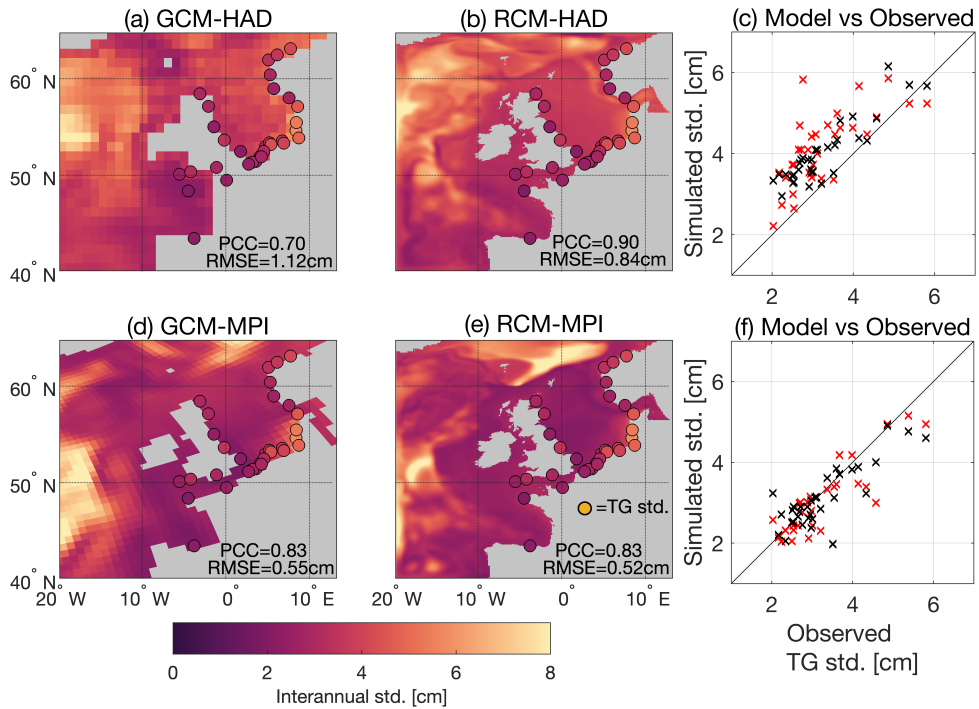 (a) GCM-HAD
(b) RCM-HAD
(c) Model vs Observed
60° N
50° N
40° N
PCC=0.70
RMSE=1.12cm
PCC=0.90
RMSE=0.84cm
Simulated std. [cm]
6
4
2
2 4 6
(d) GCM-MPI
(e) RCM-MPI
(f) Model vs Observed
60° N
50° N
40° N
PCC=0.83
RMSE=0.55cm
=TG std.
PCC=0.83
RMSE=0.52cm
Simulated std. [cm]
6
4
2
20° W 10° W 0° 10° E
20° W 10° W 0° 10° E
2 4 6
Observed
TG std. [cm]
0 2 4 6 8
Interannual std. [cm]